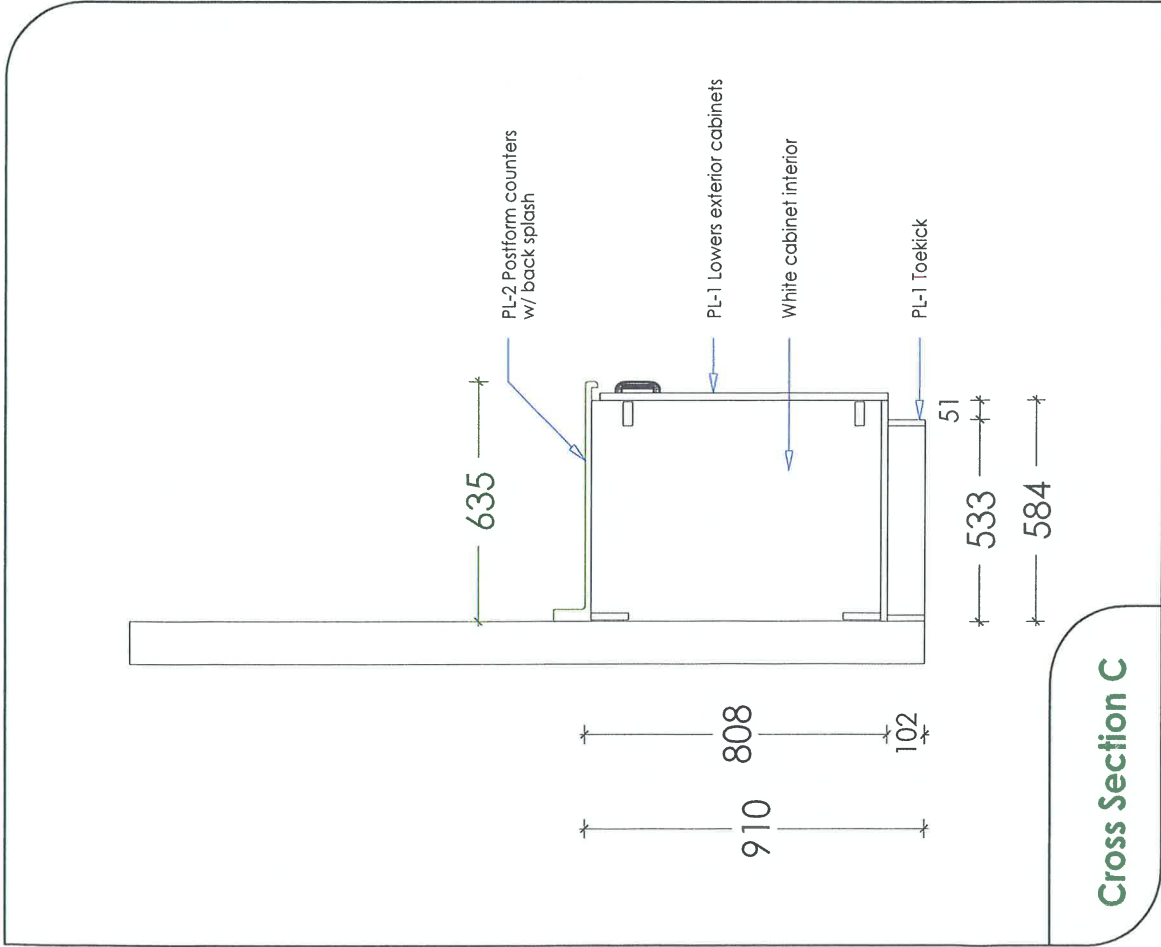 635
PL-2 Postform counters
w/ back splash
PL-1 Lowers exterior cabinets
White cabinet interior
PL-1 Toekick
910
808
102
533
51
584
Cross Section C